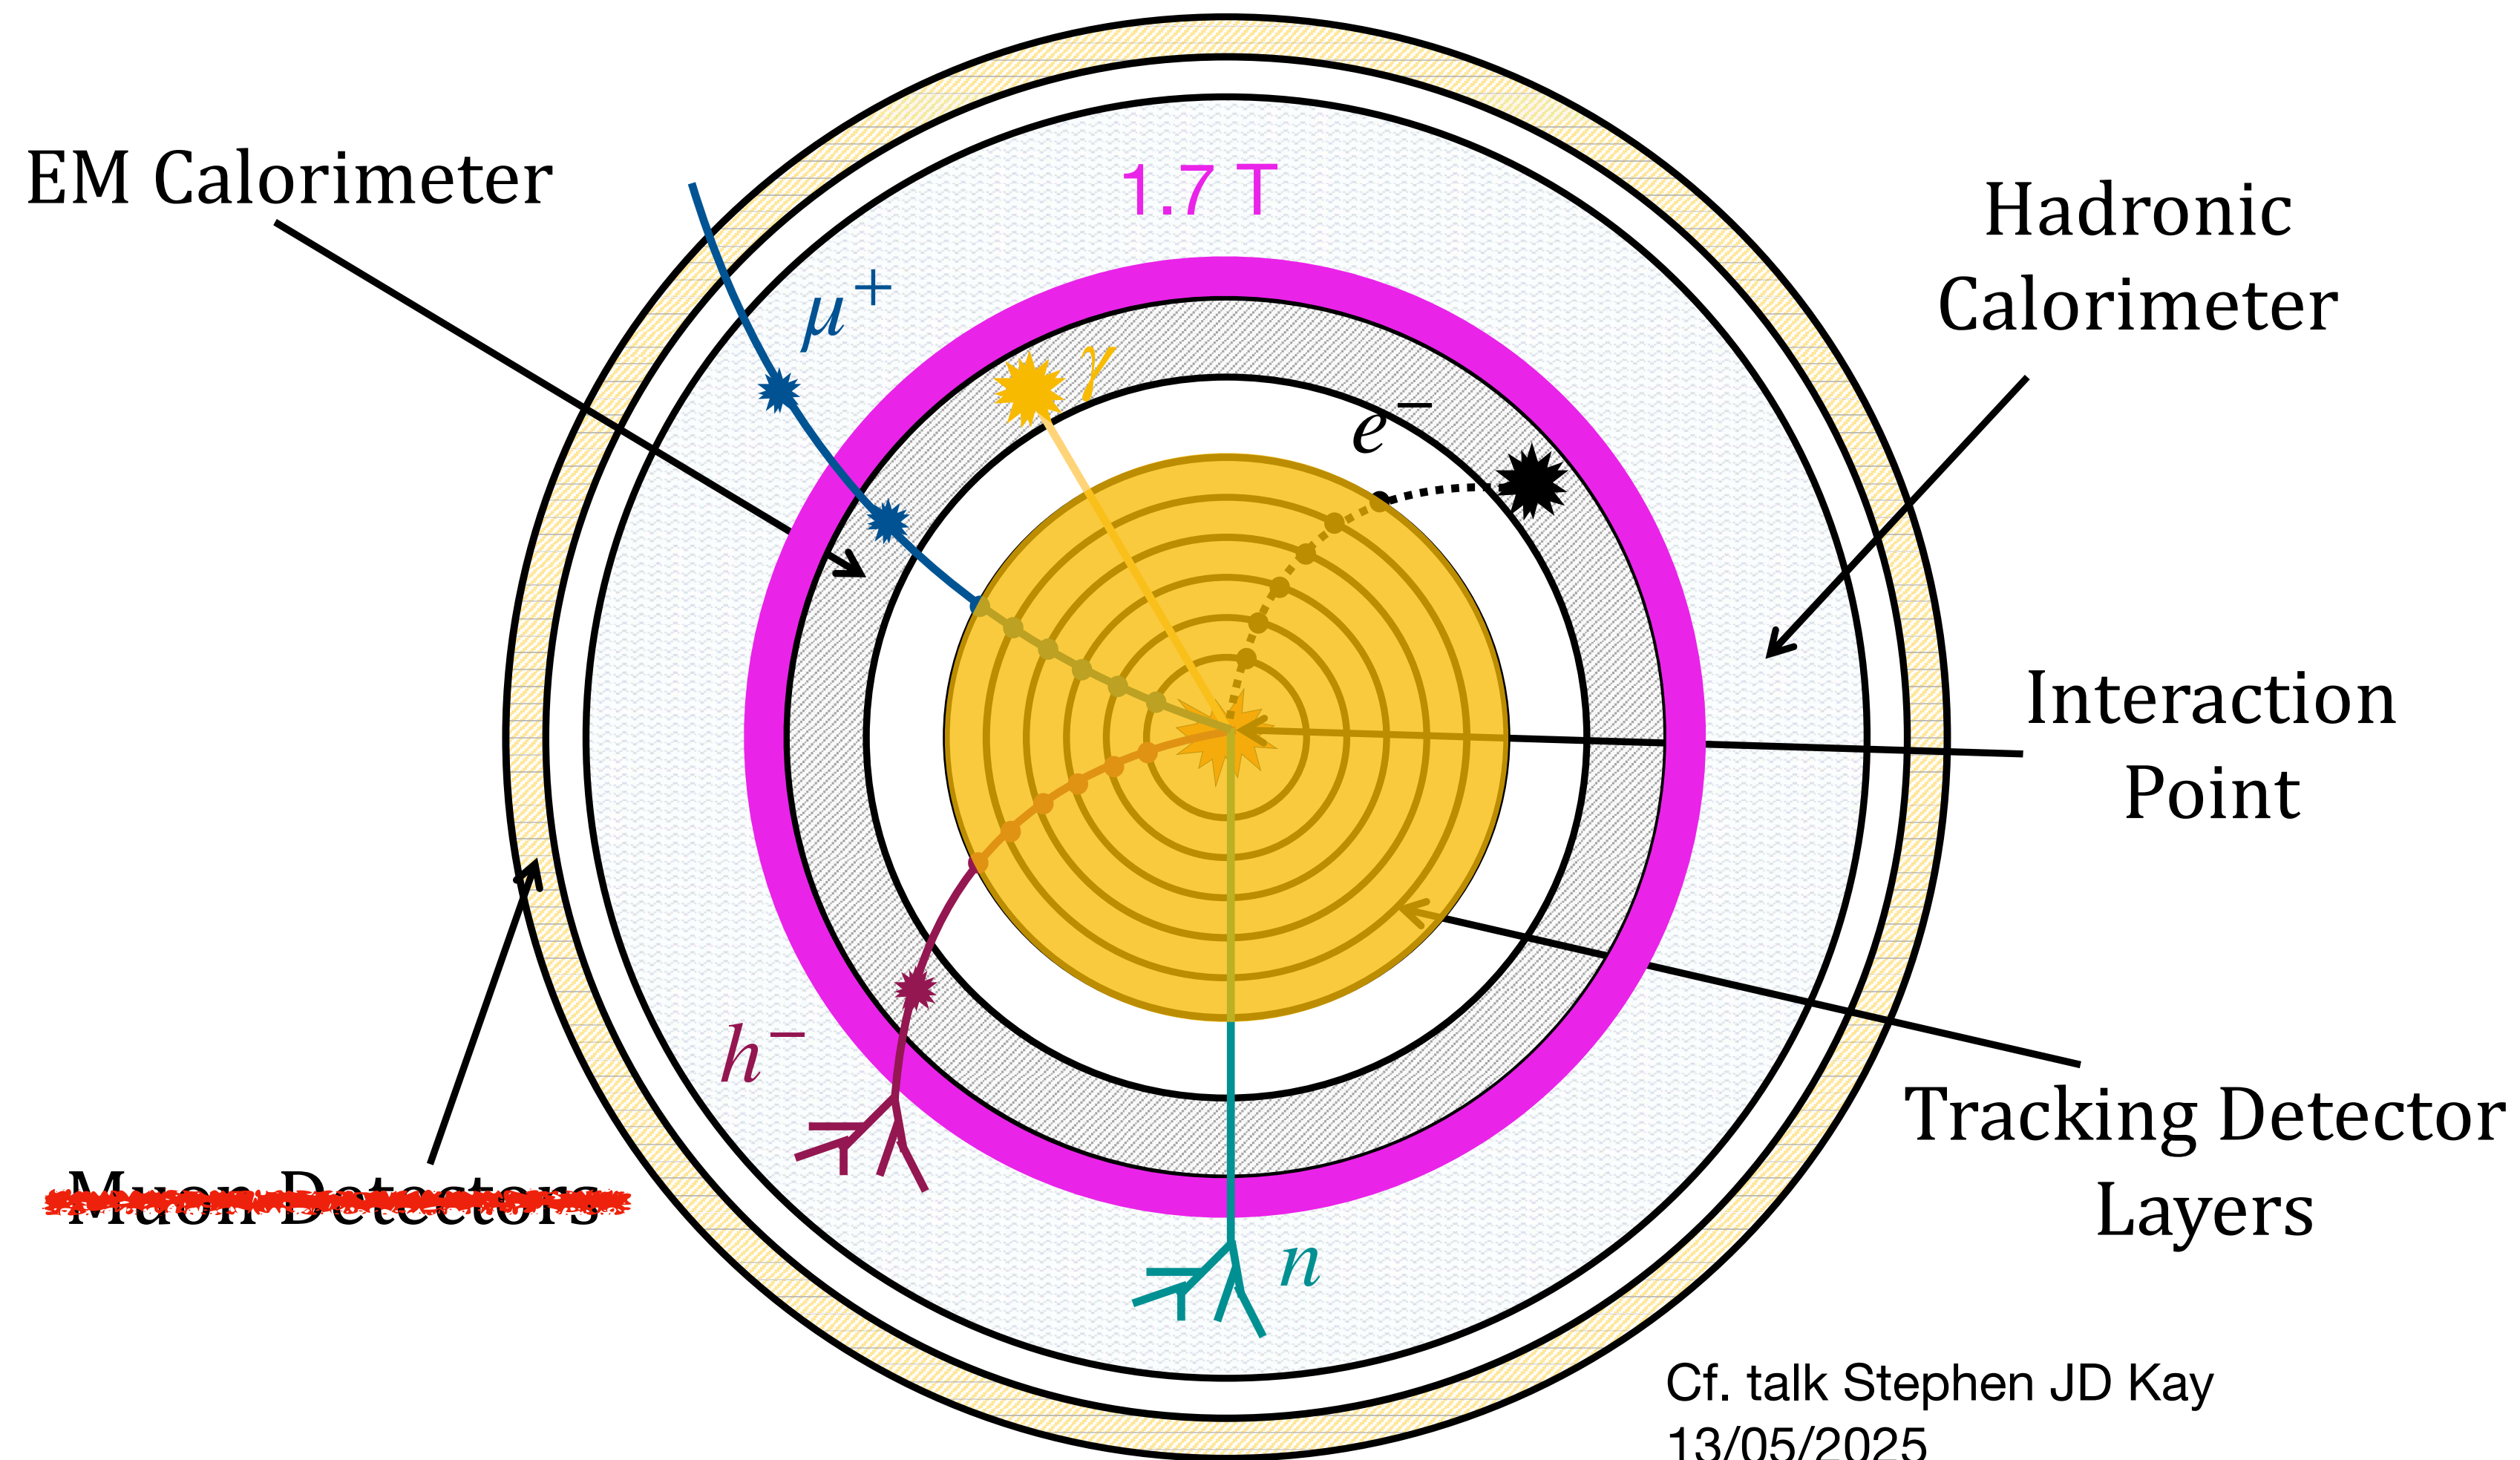 EM Calorimeter
1.7 T
Hadronic
Calorimeter
μ⁺
γ
e⁻
Interaction
Point
h⁻
Tracking Detector
Layers
Muon Detectors
n
Cf. talk Stephen JD Kay
13/05/2025